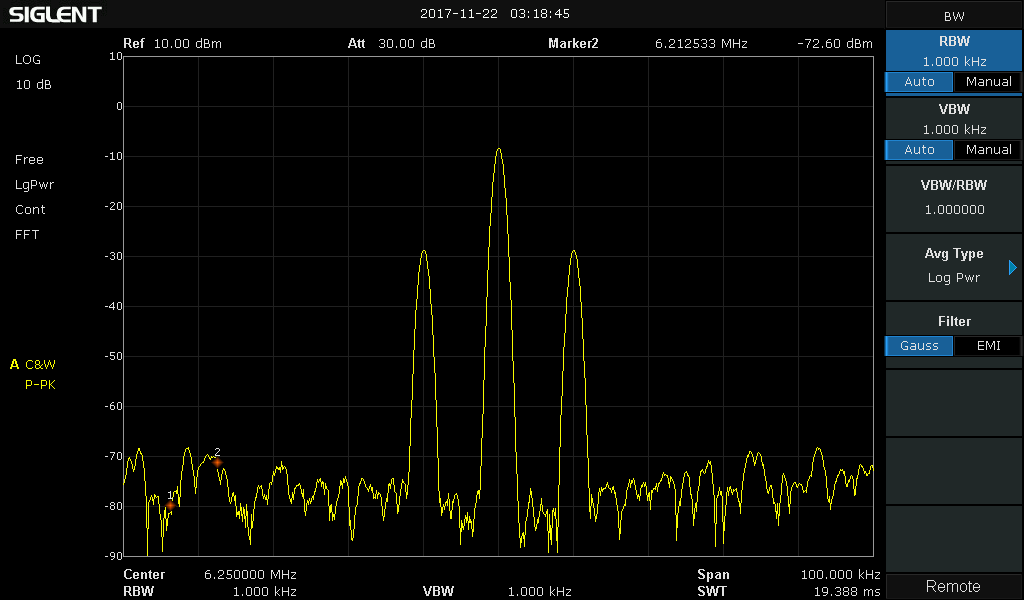 SIGLENT
2017-11-22 03:18:45
BW
Ref 10.00 dBm Att 30.00 dB Marker2 6.212533 MHz -72.60 dBm
LOG
10 dB
Free
LgPwr
Cont
FFT
A C&W
P-PK
10
0
-10
-20
-30
-40
-50
-60
-70
-80
-90
1
2
Center 6.250000 MHz Span 100.000 kHz
RBW 1.000 kHz VBW 1.000 kHz SWT 19.388 ms
RBW
1.000 kHz
Auto Manual
VBW
1.000 kHz
Auto Manual
VBW/RBW
1.000000
Avg Type
Log Pwr
Filter
Gauss EMI
Remote